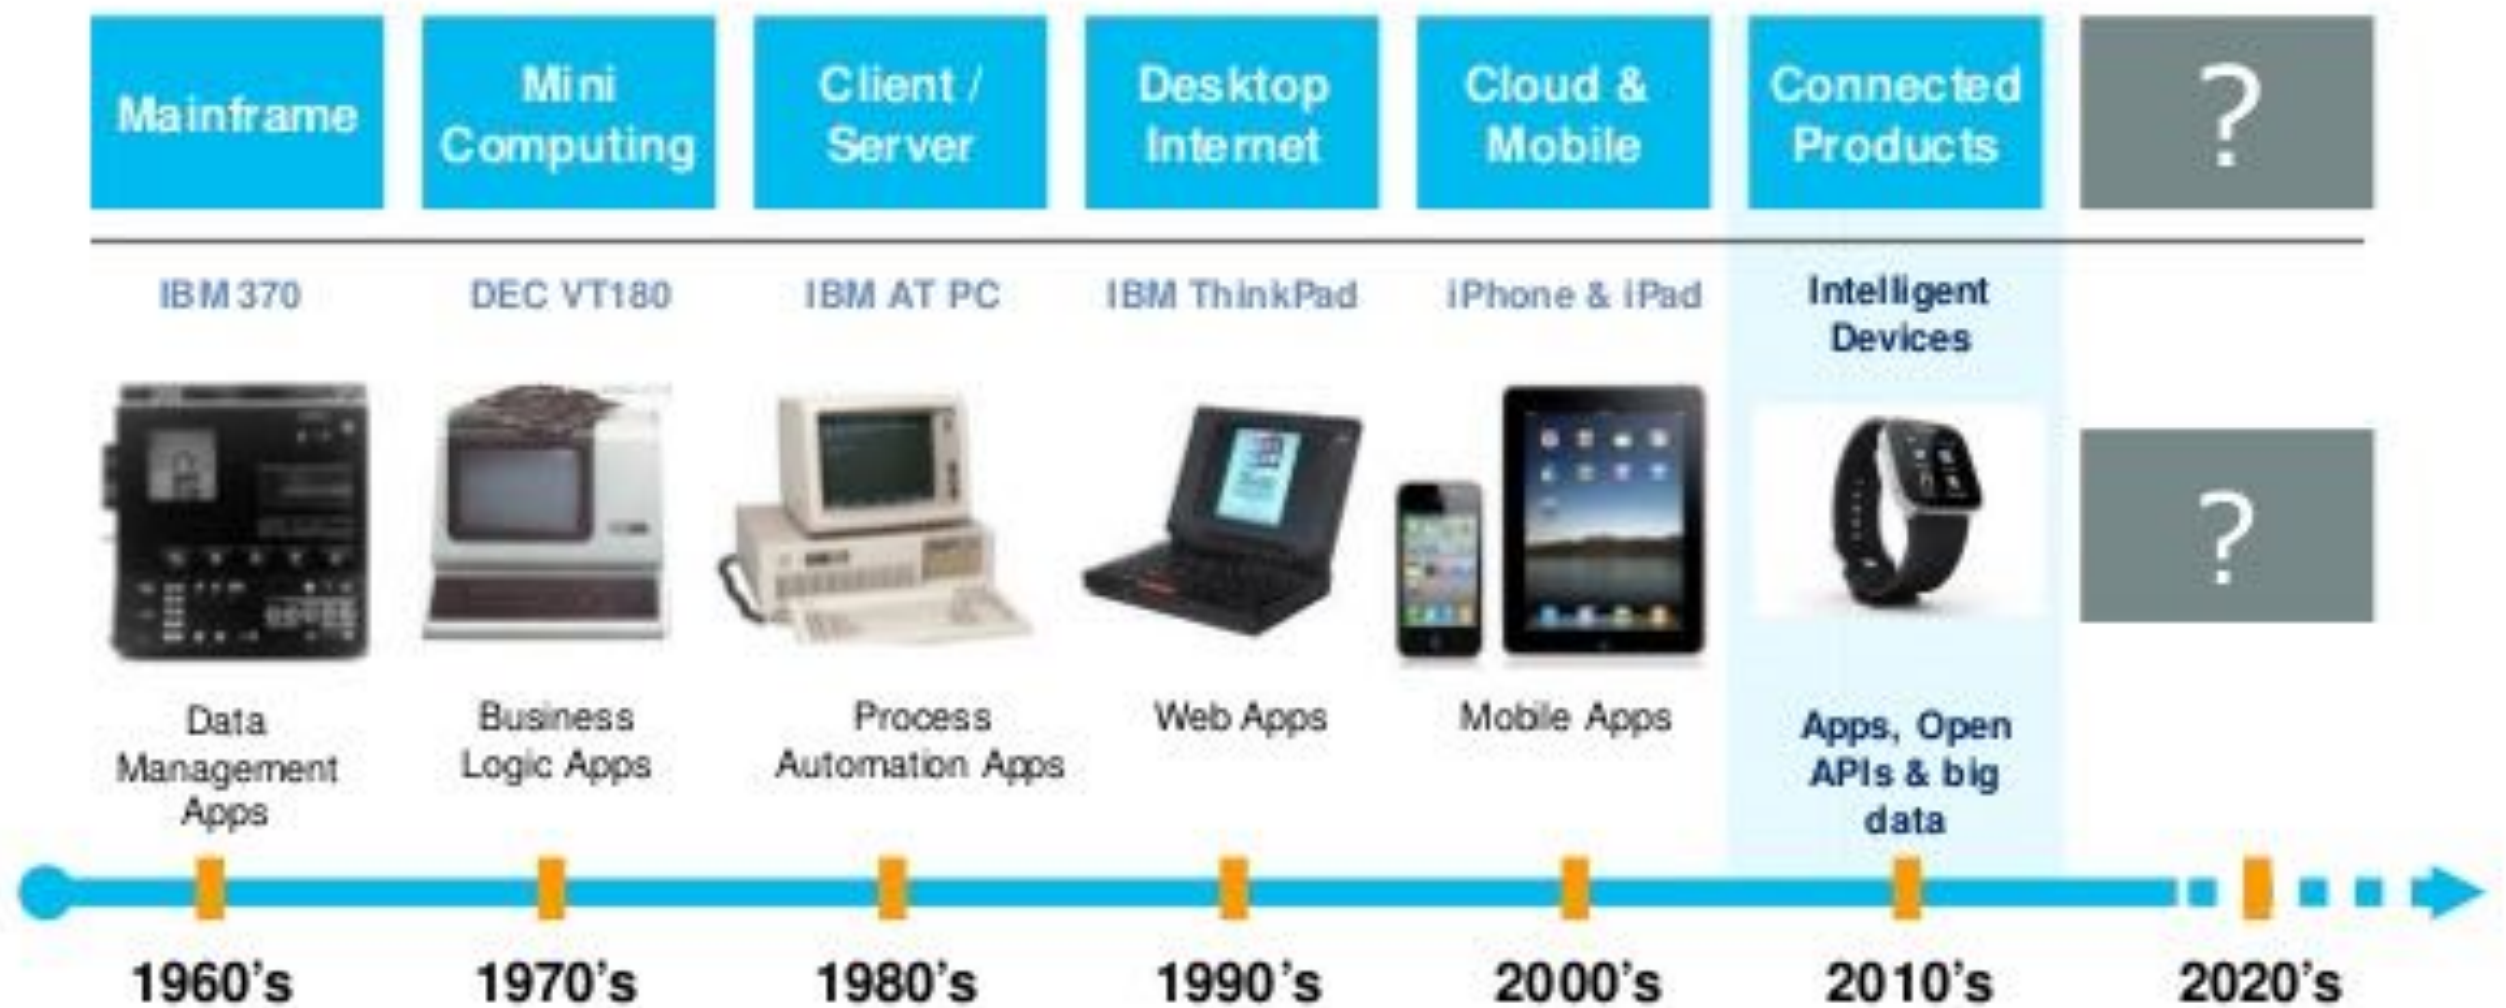 Mainframe
Mini
Computing
Client /
Server
Desktop
Internet
Cloud &
Mobile
Connected
Products
?
IBM 370
DEC VT180
IBM AT PC
IBM ThinkPad
iPhone & iPad
Intelligent
Devices
?
Data
Management
Apps
Business
Logic Apps
Process
Automation Apps
Web Apps
Mobile Apps
Apps, Open
APIs & big
data
1960's
1970's
1980's
1990's
2000's
2010's
2020's